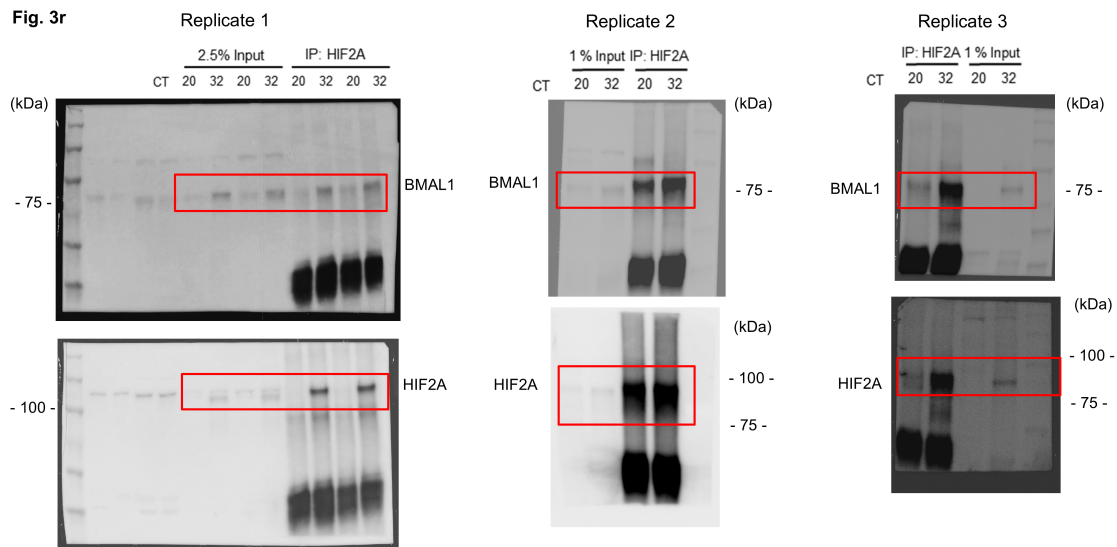 Fig. 3r
Replicate 1
2.5% Input
IP: HIF2A
CT 20 32 20 32 20 32 20 32
(kDa)
BMAL1
- 75 -
HIF2A
- 100 -
Replicate 2
1 % Input IP: HIF2A
CT 20 32 20 32
(kDa)
BMAL1
- 75 -
(kDa)
HIF2A
- 100 -
- 75 -
Replicate 3
IP: HIF2A 1 % Input
CT 20 32 20 32
(kDa)
BMAL1
- 75 -
(kDa)
- 100 -
HIF2A
- 75 -